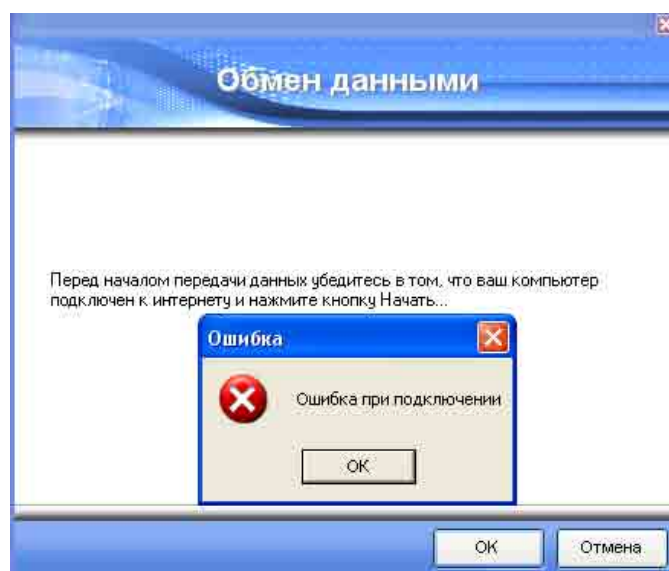 Обмен данными
Перед началом передачи данных убедитесь в том, что ваш компьютер
подключен к интернету и нажмите кнопку Начать...
Ошибка
Ошибка при подключении
OK
OK
Отмена